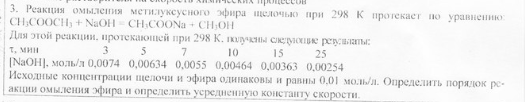 3. Реакция омыления метилуксусного эфира щелочью при 298 К протекает по уравнению:
CH₃COOCH₃ + NaOH = CH₃COONa + CH₃OH
Для этой реакции, протекающей при 298 К, получены следующие результаты:
τ, мин 3 5 7 10 15 25
[NaOH], моль/л 0,0074 0,00634 0,0055 0,00464 0,00363 0,00254
Исходные концентрации щелочи и эфира одинаковы и равны 0,01 моль/л. Определить порядок ре-
акции омыления эфира и определить усредненную константу скорости.